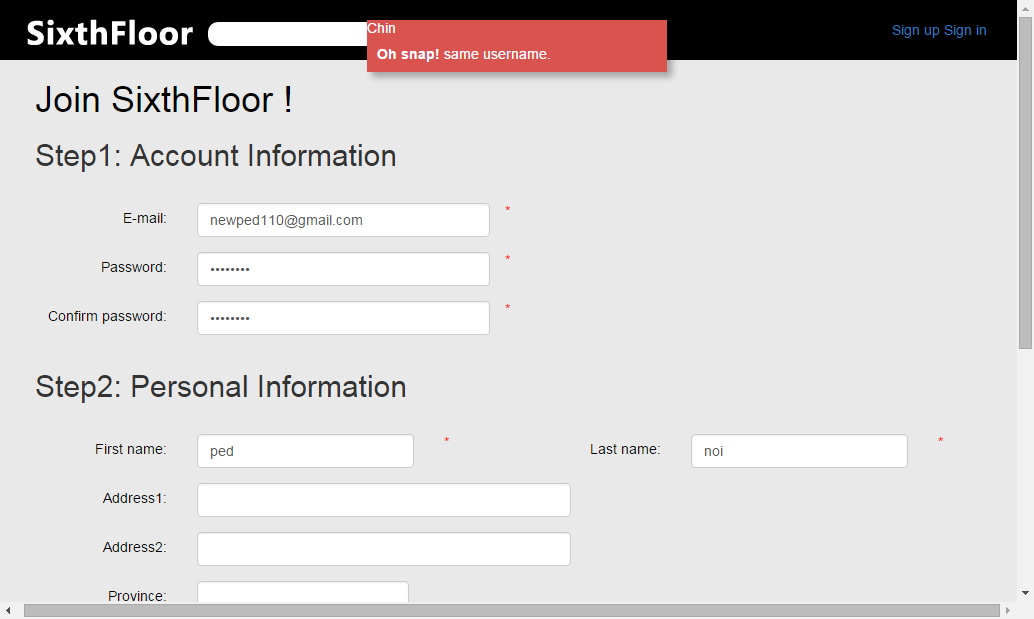 SixthFloor
Chin
Oh snap! same username.
Sign up Sign in
Join SixthFloor !
Step1: Account Information
E-mail: newped110@gmail.com *
Password: •••••••• *
Confirm password: •••••••• *
Step2: Personal Information
First name: ped * Last name: noi *
Address1:
Address2:
Province: